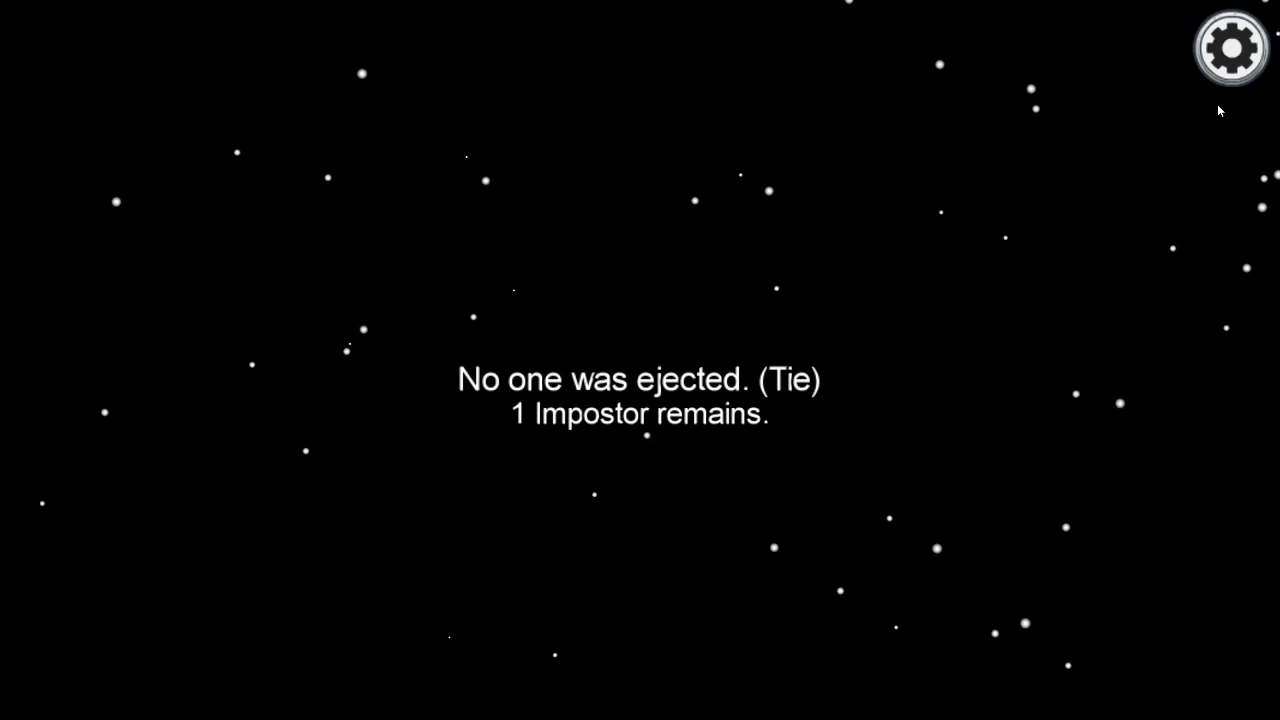 No one was ejected. (Tie)
1 Impostor remains.